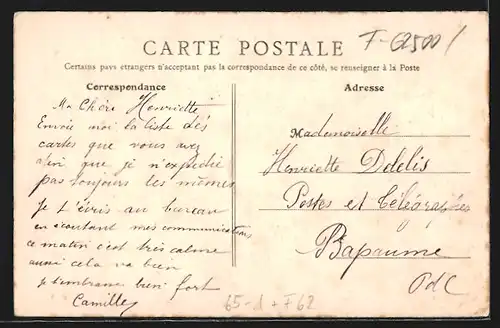 F-62500/
CARTE POSTALE
Certains pays étrangers n'acceptant pas la correspondance de ce côté, se renseigner à la Poste
Correspondance
Ma Chère Henriette
Envoie moi la liste dés
cartes que vous avez
afin que je n'expédie
pas toujours les mêmes
Je t'écris au bureau
en écoutant mes communications
ce matin c'est très calme
aussi cela va bien
je t'embrasse bien fort
Camille
Adresse
Mademoiselle
Henriette Delelis
Postes et Télégraphes
Bapaume
PdC
65-1 + F62